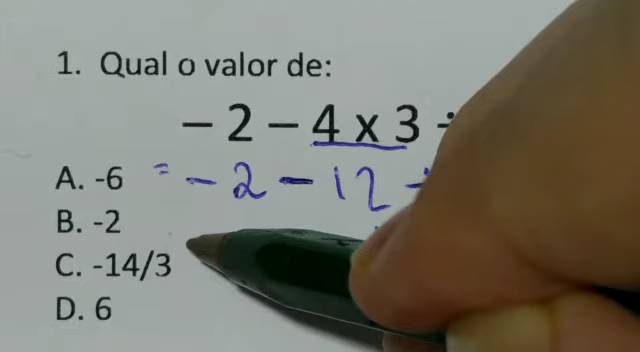 1. Qual o valor de:
− 2 − 4 x 3 ÷
= − 2 − 12 ÷
A. -6
B. -2
C. -14/3
D. 6